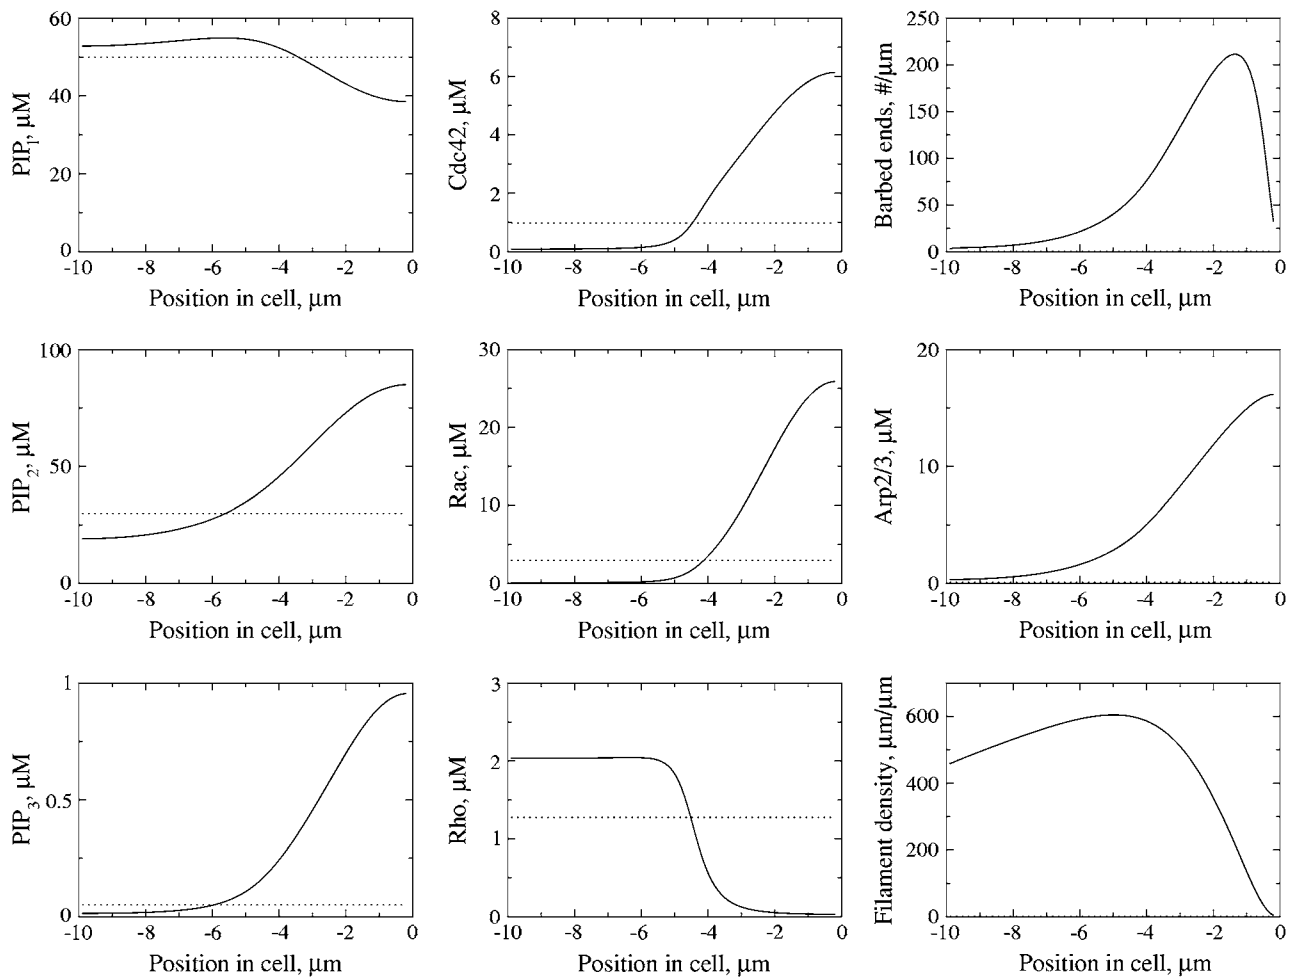 PIP₁, μM
60
40
20
0
-10 -8 -6 -4 -2 0
Position in cell, μm
Cdc42, μM
8
6
4
2
0
-10 -8 -6 -4 -2 0
Position in cell, μm
Barbed ends, #/μm
250
200
150
100
50
0
-10 -8 -6 -4 -2 0
Position in cell, μm
PIP₂, μM
100
50
0
-10 -8 -6 -4 -2 0
Position in cell, μm
Rac, μM
30
20
10
0
-10 -8 -6 -4 -2 0
Position in cell, μm
Arp2/3, μM
20
10
0
-10 -8 -6 -4 -2 0
Position in cell, μm
PIP₃, μM
1
0.5
0
-10 -8 -6 -4 -2 0
Position in cell, μm
Rho, μM
3
2
1
0
-10 -8 -6 -4 -2 0
Position in cell, μm
Filament density, μm/μm
600
400
200
0
-10 -8 -6 -4 -2 0
Position in cell, μm